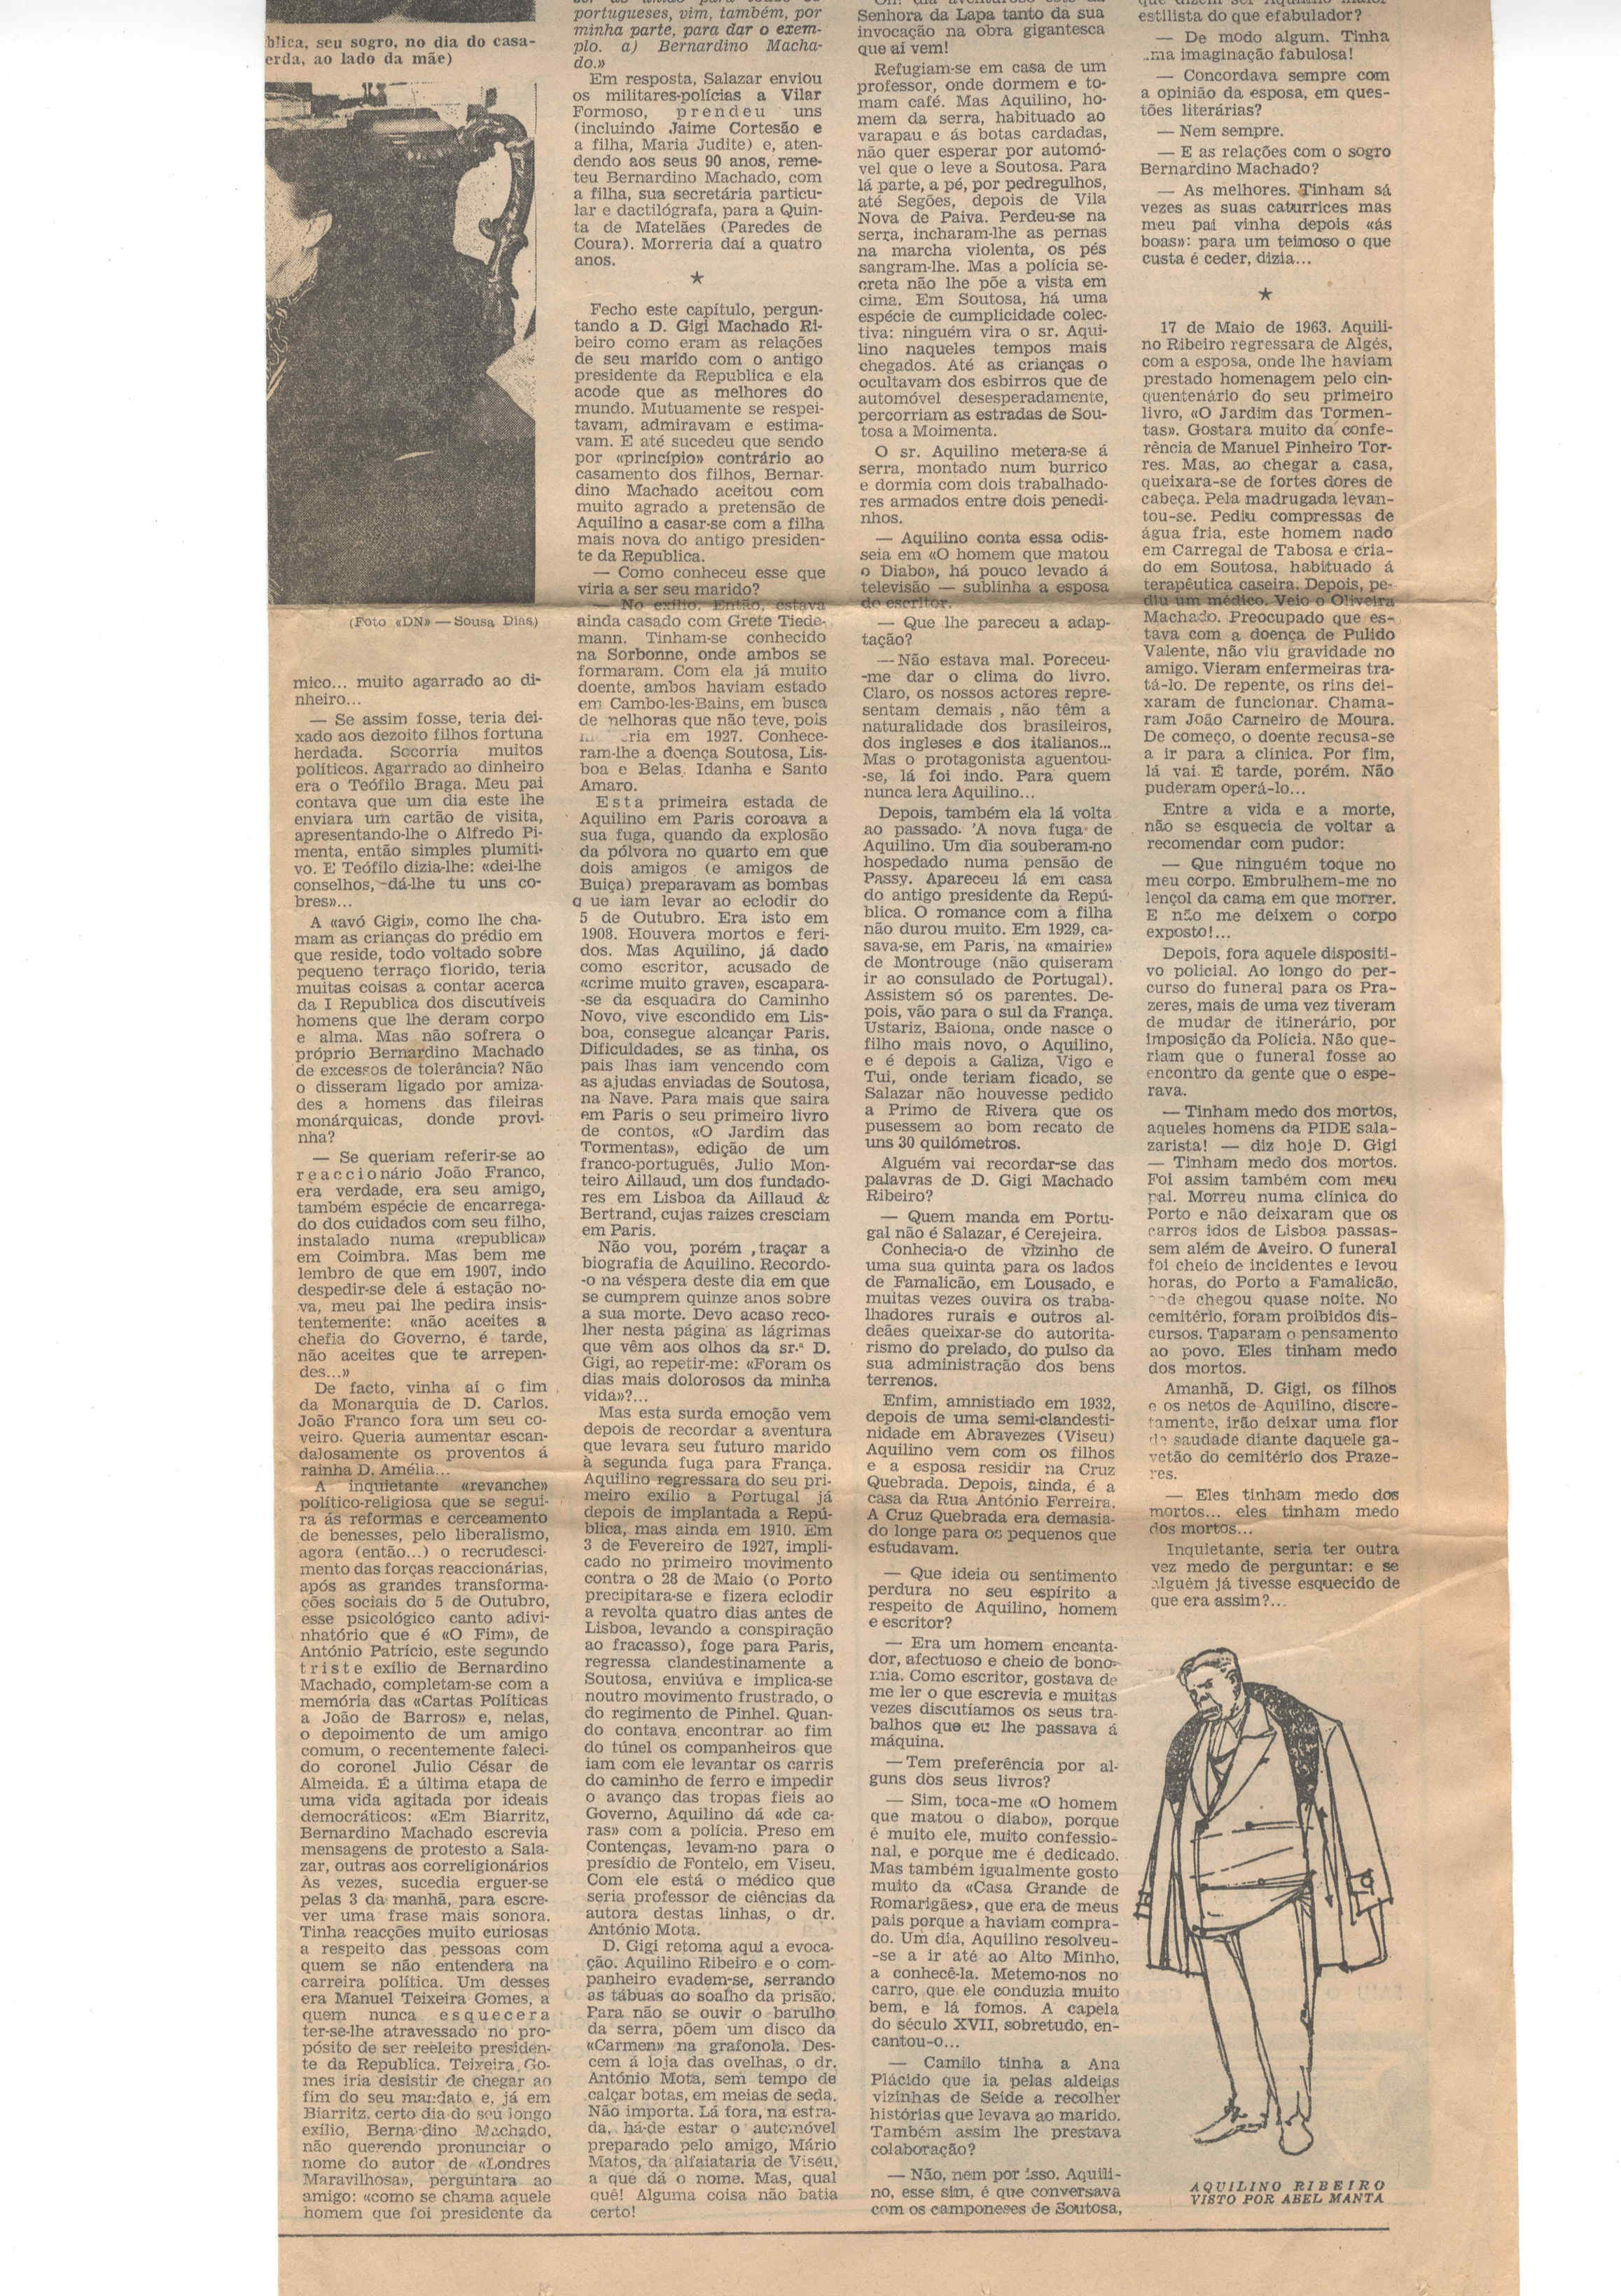 blica, seu sogro, no dia do casa-
erda, ao lado da mãe)
(Foto «DN» — Sousa Dias)
mico... muito agarrado ao di-
nheiro...
— Se assim fosse, teria dei-
xado aos dezoito filhos fortuna
herdada. Socorria muitos
políticos. Agarrado ao dinheiro
era o Teófilo Braga. Meu pai
contava que um dia este lhe
enviara um cartão de visita,
apresentando-lhe o Alfredo Pi-
menta, então simples plumiti-
vo. E Teófilo dizia-lhe: «dei-lhe
conselhos, dá-lhe tu uns co-
bres»...
A «avó Gigi», como lhe cha-
mam as crianças do prédio em
que reside, todo voltado sobre
pequeno terraço florido, teria
muitas coisas a contar acerca
da I Republica dos discutíveis
homens que lhe deram corpo
e alma. Mas não sofrera o
próprio Bernardino Machado
de excessos de tolerância? Não
o disseram ligado por amiza-
des a homens das fileiras
monárquicas, donde provi-
nha?
— Se queriam referir-se ao
reaccionário João Franco,
era verdade, era seu amigo,
também espécie de encarrega-
do dos cuidados com seu filho,
instalado numa «republica»
em Coimbra. Mas bem me
lembro de que em 1907, indo
despedir-se dele á estação no-
va, meu pai lhe pedira insis-
tentemente: «não aceites a
chefia do Governo, é tarde,
não aceites que te arrepen-
des...»
De facto, vinha aí o fim
da Monarquia de D. Carlos.
João Franco fora um seu co-
veiro. Queria aumentar escan-
dalosamente os proventos á
rainha D. Amélia...
A inquietante «revanche»
político-religiosa que se segui-
ra ás reformas e cerceamento
de benesses, pelo liberalismo,
agora (então...) o recrudesci-
mento das forças reaccionárias,
após as grandes transforma-
ções sociais do 5 de Outubro,
esse psicológico canto adivi-
nhatório que é «O Fim», de
António Patrício, este segundo
triste exílio de Bernardino
Machado, completam-se com a
memória das «Cartas Políticas
a João de Barros» e, nelas,
o depoimento de um amigo
comum, o recentemente faleci-
do coronel Julio César de
Almeida. É a última etapa de
uma vida agitada por ideais
democráticos: «Em Biarritz,
Bernardino Machado escrevia
mensagens de protesto a Sala-
zar, outras aos correligionários
Às vezes, sucedia erguer-se
pelas 3 da manhã, para escre-
ver uma frase mais sonora.
Tinha reacções muito curiosas
a respeito das pessoas com
quem se não entendera na
carreira política. Um desses
era Manuel Teixeira Gomes, a
quem nunca esquecera
ter-se-lhe atravessado no pro-
pósito de ser reeleito presiden-
te da Republica. Teixeira Go-
mes iria desistir de chegar ao
fim do seu mandato e, já em
Biarritz, certo dia do seu longo
exílio, Bernardino Machado,
não querendo pronunciar o
nome do autor de «Londres
Maravilhosa», perguntara ao
amigo: «como se chama aquele
homem que foi presidente da
portugueses, vim, também, por
minha parte, para dar o exem-
plo. a) Bernardino Macha-
do.»
Em resposta, Salazar enviou
os militares-polícias a Vilar
Formoso, prendeu uns
(incluindo Jaime Cortesão e
a filha, Maria Judite) e, aten-
dendo aos seus 90 anos, reme-
teu Bernardino Machado, com
a filha, sua secretária particu-
lar e dactilógrafa, para a Quin-
ta de Matelães (Paredes de
Coura). Morreria daí a quatro
anos.
★
Fecho este capítulo, pergun-
tando a D. Gigi Machado Ri-
beiro como eram as relações
de seu marido com o antigo
presidente da Republica e ela
acode que as melhores do
mundo. Mutuamente se respei-
tavam, admiravam e estima-
vam. E até sucedeu que sendo
por «princípio» contrário ao
casamento dos filhos, Bernar-
dino Machado aceitou com
muito agrado a pretensão de
Aquilino a casar-se com a filha
mais nova do antigo presiden-
te da Republica.
— Como conheceu esse que
viria a ser seu marido?
— No exílio. Então, estava
ainda casado com Grete Tiede-
mann. Tinham-se conhecido
na Sorbonne, onde ambos se
formaram. Com ela já muito
doente, ambos haviam estado
em Cambo-les-Bains, em busca
de melhoras que não teve, pois
ria em 1927. Conhece-
ram-lhe a doença Soutosa, Lis-
boa e Belas, Idanha e Santo
Amaro.
Esta primeira estada de
Aquilino em Paris coroava a
sua fuga, quando da explosão
da pólvora no quarto em que
dois amigos (e amigos de
Buiça) preparavam as bombas
q ue iam levar ao eclodir do
5 de Outubro. Era isto em
1908. Houvera mortos e feri-
dos. Mas Aquilino, já dado
como escritor, acusado de
«crime muito grave», escapara-
-se da esquadra do Caminho
Novo, vive escondido em Lis-
boa, consegue alcançar Paris.
Dificuldades, se as tinha, os
pais lhas iam vencendo com
as ajudas enviadas de Soutosa,
na Nave. Para mais que saira
em Paris o seu primeiro livro
de contos, «O Jardim das
Tormentas», edição de um
franco-português, Julio Mon-
teiro Aillaud, um dos fundado-
res em Lisboa da Aillaud &
Bertrand, cujas raizes cresciam
em Paris.
Não vou, porém ,traçar a
biografia de Aquilino. Recordo-
-o na véspera deste dia em que
se cumprem quinze anos sobre
a sua morte. Devo acaso reco-
lher nesta página as lágrimas
que vêm aos olhos da sr.ª D.
Gigi, ao repetir-me: «Foram os
dias mais dolorosos da minha
vida»?...
Mas esta surda emoção vem
depois de recordar a aventura
que levara seu futuro marido
à segunda fuga para França.
Aquilino regressara do seu pri-
meiro exílio a Portugal já
depois de implantada a Repú-
blica, mas ainda em 1910. Em
3 de Fevereiro de 1927, impli-
cado no primeiro movimento
contra o 28 de Maio (o Porto
precipitara-se e fizera eclodir
a revolta quatro dias antes de
Lisboa, levando a conspiração
ao fracasso), foge para Paris,
regressa clandestinamente a
Soutosa, enviúva e implica-se
noutro movimento frustrado, o
do regimento de Pinhel. Quan-
do contava encontrar ao fim
do túnel os companheiros que
iam com ele levantar os carris
do caminho de ferro e impedir
o avanço das tropas fieis ao
Governo, Aquilino dá «de ca-
ras» com a polícia. Preso em
Contenças, levam-no para o
presídio de Fontelo, em Viseu.
Com ele está o médico que
seria professor de ciências da
autora destas linhas, o dr.
António Mota.
D. Gigi retoma aqui a evoca-
ção. Aquilino Ribeiro e o com-
panheiro evadem-se, serrando
as tábuas ao soalho da prisão.
Para não se ouvir o barulho
da serra, põem um disco da
«Carmen» na grafonola. Des-
cem á loja das ovelhas, o dr.
António Mota, sem tempo de
calçar botas, em meias de seda.
Não importa. Lá fora, na estra-
da, há-de estar o automóvel
preparado pelo amigo, Mário
Matos, da alfaiataria de Viseu,
a que dá o nome. Mas, qual
quê! Alguma coisa não batia
certo!
Senhora da Lapa tanto da sua
invocação na obra gigantesca
que aí vem!
Refugiam-se em casa de um
professor, onde dormem e to-
mam café. Mas Aquilino, ho-
mem da serra, habituado ao
varapau e ás botas cardadas,
não quer esperar por automó-
vel que o leve a Soutosa. Para
lá parte, a pé, por pedregulhos,
até Segões, depois de Vila
Nova de Paiva. Perdeu-se na
serra, incharam-lhe as pernas
na marcha violenta, os pés
sangram-lhe. Mas a polícia se-
creta não lhe põe a vista em
cima. Em Soutosa, há uma
espécie de cumplicidade colec-
tiva: ninguém vira o sr. Aqui-
lino naqueles tempos mais
chegados. Até as crianças o
ocultavam dos esbirros que de
automóvel desesperadamente,
percorriam as estradas de Sou-
tosa a Moimenta.
O sr. Aquilino metera-se á
serra, montado num burrico
e dormia com dois trabalhado-
res armados entre dois penedi-
nhos.
— Aquilino conta essa odis-
seia em «O homem que matou
o Diabo», há pouco levado á
televisão — sublinha a esposa
do escritor.
— Que lhe pareceu a adap-
tação?
— Não estava mal. Poreceu-
-me dar o clima do livro.
Claro, os nossos actores repre-
sentam demais , não têm a
naturalidade dos brasileiros,
dos ingleses e dos italianos...
Mas o protagonista aguentou-
-se, lá foi indo. Para quem
nunca lera Aquilino...
Depois, também ela lá volta
ao passado. 'A nova fuga de
Aquilino. Um dia souberam-no
hospedado numa pensão de
Passy. Apareceu lá em casa
do antigo presidente da Repú-
blica. O romance com a filha
não durou muito. Em 1929, ca-
sava-se, em Paris, na «mairie»
de Montrouge (não quiseram
ir ao consulado de Portugal).
Assistem só os parentes. De-
pois, vão para o sul da França.
Ustariz, Baiona, onde nasce o
filho mais novo, o Aquilino,
e é depois a Galiza, Vigo e
Tui, onde teriam ficado, se
Salazar não houvesse pedido
a Primo de Rivera que os
pusessem ao bom recato de
uns 30 quilómetros.
Alguém vai recordar-se das
palavras de D. Gigi Machado
Ribeiro?
— Quem manda em Portu-
gal não é Salazar, é Cerejeira.
Conhecia-o de vizinho de
uma sua quinta para os lados
de Famalicão, em Lousado, e
muitas vezes ouvira os traba-
lhadores rurais e outros al-
deães queixar-se do autorita-
rismo do prelado, do pulso da
sua administração dos bens
terrenos.
Enfim, amnistiado em 1932,
depois de uma semi-clandesti-
nidade em Abravezes (Viseu)
Aquilino vem com os filhos
e a esposa residir na Cruz
Quebrada. Depois, ainda, é a
casa da Rua António Ferreira.
A Cruz Quebrada era demasia-
do longe para os pequenos que
estudavam.
— Que ideia ou sentimento
perdura no seu espírito a
respeito de Aquilino, homem
e escritor?
— Era um homem encanta-
dor, afectuoso e cheio de bono-
mia. Como escritor, gostava de
me ler o que escrevia e muitas
vezes discutíamos os seus tra-
balhos que eu lhe passava á
máquina.
— Tem preferência por al-
guns dos seus livros?
— Sim, toca-me «O homem
que matou o diabo», porque
é muito ele, muito confessio-
nal, e porque me é dedicado.
Mas também igualmente gosto
muito da «Casa Grande de
Romarigães», que era de meus
pais porque a haviam compra-
do. Um dia, Aquilino resolveu-
-se a ir até ao Alto Minho,
a conhecê-la. Metemo-nos no
carro, que ele conduzia muito
bem, e lá fomos. A capela
do século XVII, sobretudo, en-
cantou-o...
— Camilo tinha a Ana
Plácido que ia pelas aldeias
vizinhas de Seide a recolher
histórias que levava ao marido.
Também assim lhe prestava
colaboração?
— Não, nem por isso. Aquili-
no, esse sim, é que conversava
com os camponeses de Soutosa,
que dizem ser Aquilino maior
estilista do que efabulador?
— De modo algum. Tinha
ma imaginação fabulosa!
— Concordava sempre com
a opinião da esposa, em ques-
tões literárias?
— Nem sempre.
— E as relações com o sogro
Bernardino Machado?
— As melhores. Tinham sá
vezes as suas caturrices mas
meu pai vinha depois «ás
boas»: para um teimoso o que
custa é ceder, dizia...
★
17 de Maio de 1963. Aquili-
no Ribeiro regressara de Algés,
com a esposa, onde lhe haviam
prestado homenagem pelo cin-
quentenário do seu primeiro
livro, «O Jardim das Tormen-
tas». Gostara muito da confe-
rência de Manuel Pinheiro Tor-
res. Mas, ao chegar a casa,
queixara-se de fortes dores de
cabeça. Pela madrugada levan-
tou-se. Pediu compressas de
água fria, este homem nado
em Carregal de Tabosa e cria-
do em Soutosa, habituado á
terapêutica caseira. Depois, pe-
diu um médico. Veio o Oliveira
Machado. Preocupado que es-
tava com a doença de Pulido
Valente, não viu gravidade no
amigo. Vieram enfermeiras tra-
tá-lo. De repente, os rins dei-
xaram de funcionar. Chama-
ram João Carneiro de Moura.
De começo, o doente recusa-se
a ir para a clínica. Por fim,
lá vai. É tarde, porém. Não
puderam operá-lo...
Entre a vida e a morte,
não se esquecia de voltar a
recomendar com pudor:
— Que ninguém toque no
meu corpo. Embrulhem-me no
lençol da cama em que morrer.
E não me deixem o corpo
exposto!...
Depois, fora aquele dispositi-
vo policial. Ao longo do per-
curso do funeral para os Pra-
zeres, mais de uma vez tiveram
de mudar de itinerário, por
imposição da Polícia. Não que-
riam que o funeral fosse ao
encontro da gente que o espe-
rava.
— Tinham medo dos mortos,
aqueles homens da PIDE sala-
zarista! — diz hoje D. Gigi
— Tinham medo dos mortos.
Foi assim também com meu
pai. Morreu numa clínica do
Porto e não deixaram que os
carros idos de Lisboa passas-
sem além de Aveiro. O funeral
foi cheio de incidentes e levou
horas, do Porto a Famalicão,
onde chegou quase noite. No
cemitério, foram proibidos dis-
cursos. Taparam o pensamento
ao povo. Eles tinham medo
dos mortos.
Amanhã, D. Gigi, os filhos
e os netos de Aquilino, discre-
tamente, irão deixar uma flor
de saudade diante daquele ga-
vetão do cemitério dos Praze-
res.
— Eles tinham medo dos
mortos... eles tinham medo
dos mortos...
Inquietante, seria ter outra
vez medo de perguntar: e se
alguém já tivesse esquecido de
que era assim?...
AQUILINO RIBEIRO
VISTO POR ABEL MANTA